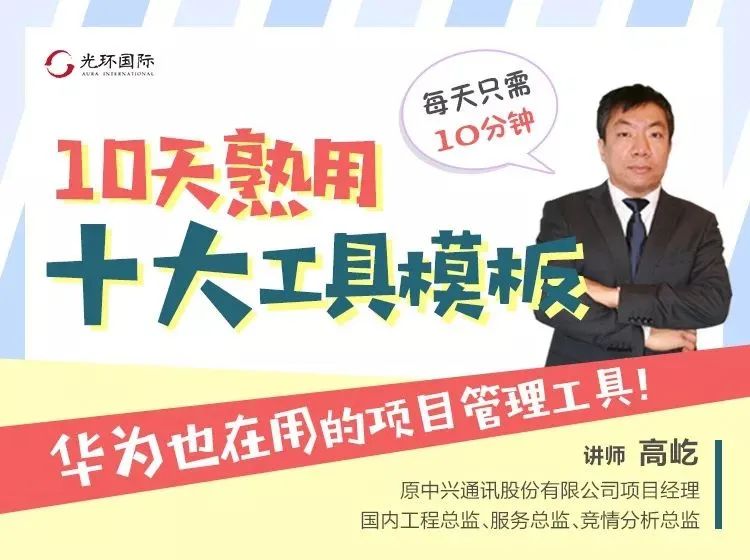 光环国际
AURA INTERNATIONAL
每天只需
10分钟
10天熟用
十大工具模板
华为也在用的项目管理工具!
讲师 高屹
原中兴通讯股份有限公司项目经理
国内工程总监、服务总监、竞情分析总监